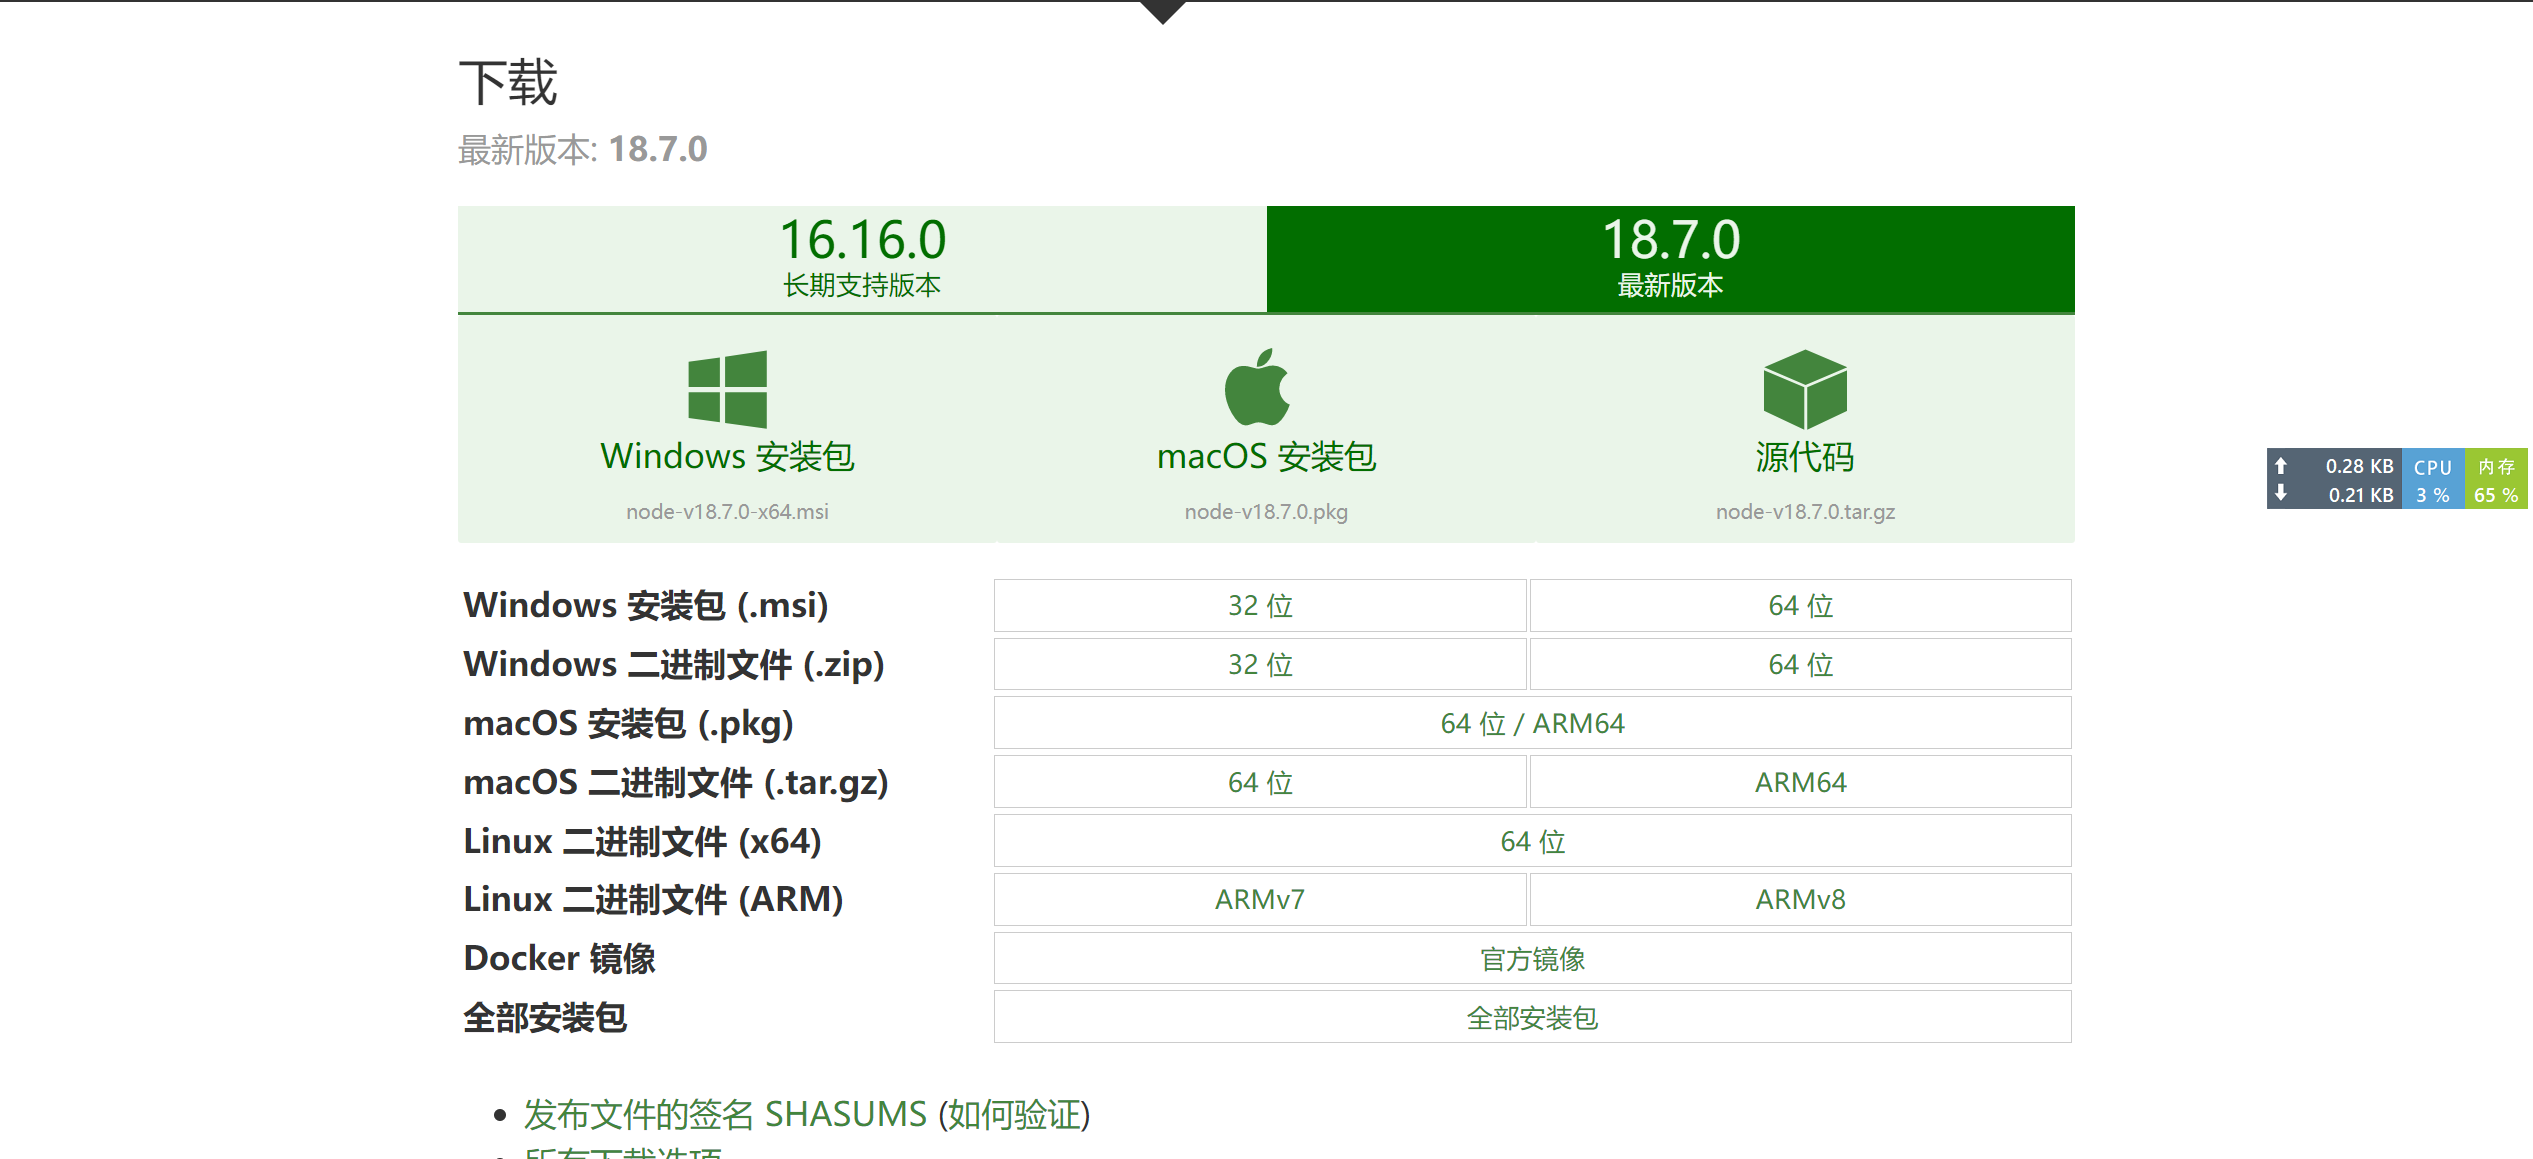 下载
最新版本: 18.7.0
16.16.0
长期支持版本
18.7.0
最新版本
Windows 安装包
node-v18.7.0-x64.msi
macOS 安装包
node-v18.7.0.pkg
源代码
node-v18.7.0.tar.gz
0.28 KB
0.21 KB
CPU
3 %
内存
65 %
Windows 安装包 (.msi)
32 位
64 位
Windows 二进制文件 (.zip)
32 位
64 位
macOS 安装包 (.pkg)
64 位 / ARM64
macOS 二进制文件 (.tar.gz)
64 位
ARM64
Linux 二进制文件 (x64)
64 位
Linux 二进制文件 (ARM)
ARMv7
ARMv8
Docker 镜像
官方镜像
全部安装包
全部安装包
发布文件的签名 SHASUMS (如何验证)
所有下载选项